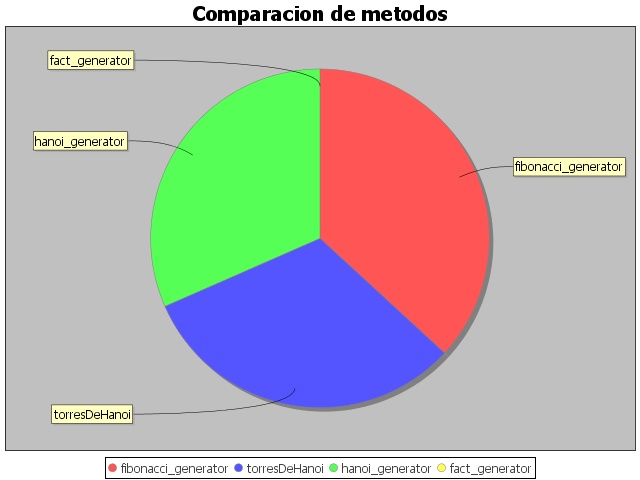 Comparacion de metodos
fact_generator
hanoi_generator
fibonacci_generator
torresDeHanoi
fibonacci_generator torresDeHanoi hanoi_generator fact_generator